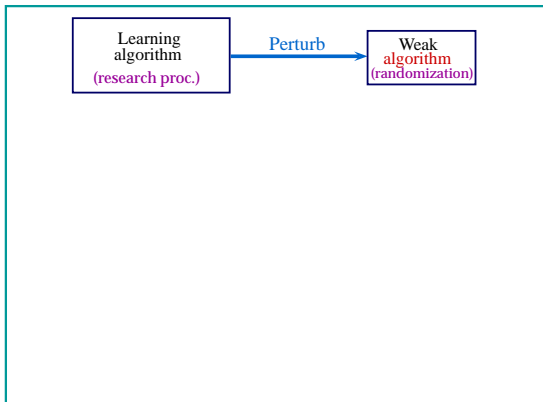 Learning
algorithm
(research proc.)
Perturb
Weak
algorithm
(randomization)